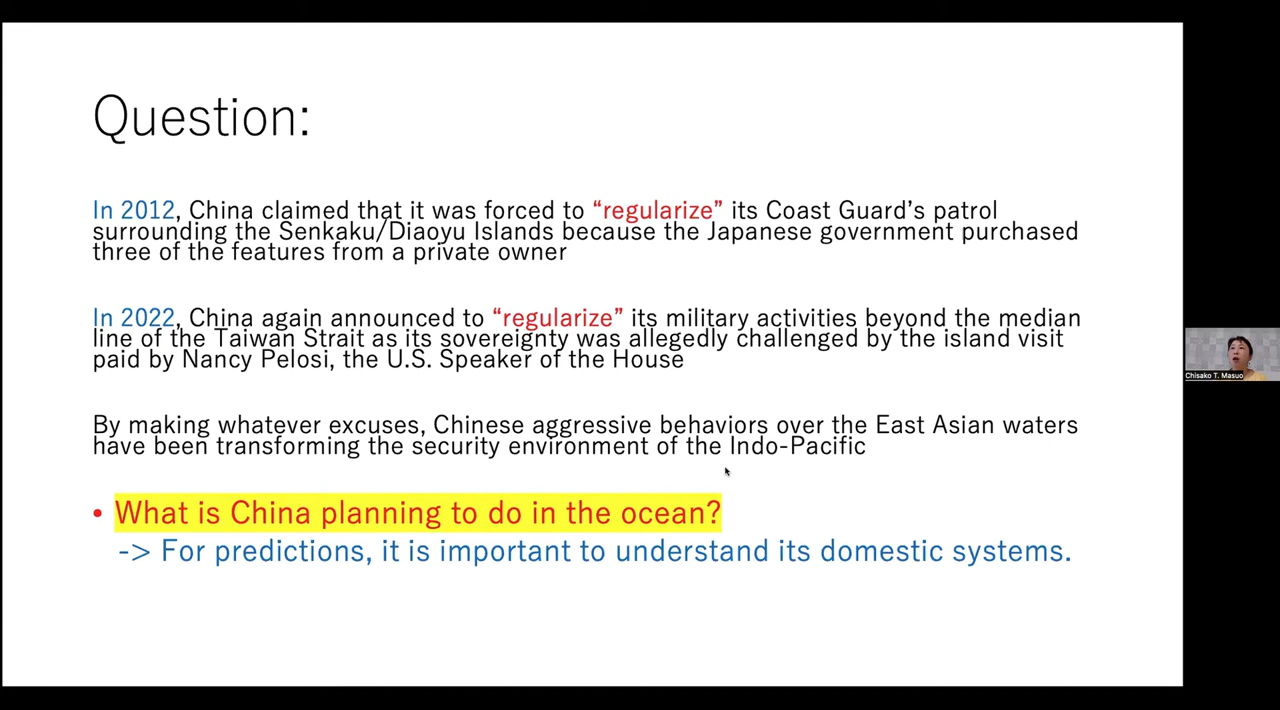 Question:
In 2012, China claimed that it was forced to “regularize” its Coast Guard’s patrol
surrounding the Senkaku/Diaoyu Islands because the Japanese government purchased
three of the features from a private owner
In 2022, China again announced to “regularize” its military activities beyond the median
line of the Taiwan Strait as its sovereignty was allegedly challenged by the island visit
paid by Nancy Pelosi, the U.S. Speaker of the House
By making whatever excuses, Chinese aggressive behaviors over the East Asian waters
have been transforming the security environment of the Indo-Pacific
• What is China planning to do in the ocean?
-> For predictions, it is important to understand its domestic systems.
Chisako T. Masuo